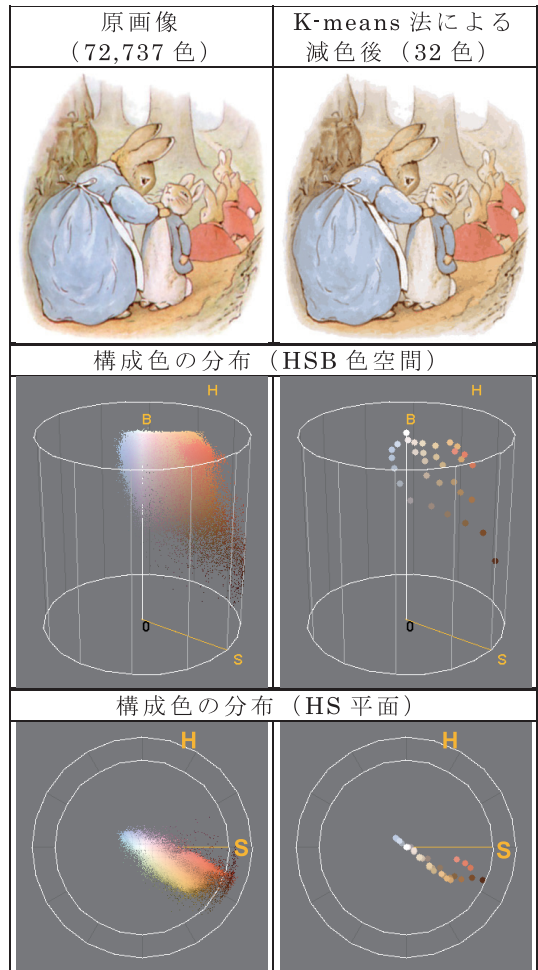 原画像
（72,737 色）
K-means 法による
減色後（32 色）
構成色の分布（HSB 色空間）
H
B
0
S
H
B
0
S
構成色の分布（HS 平面）
H
S
H
S